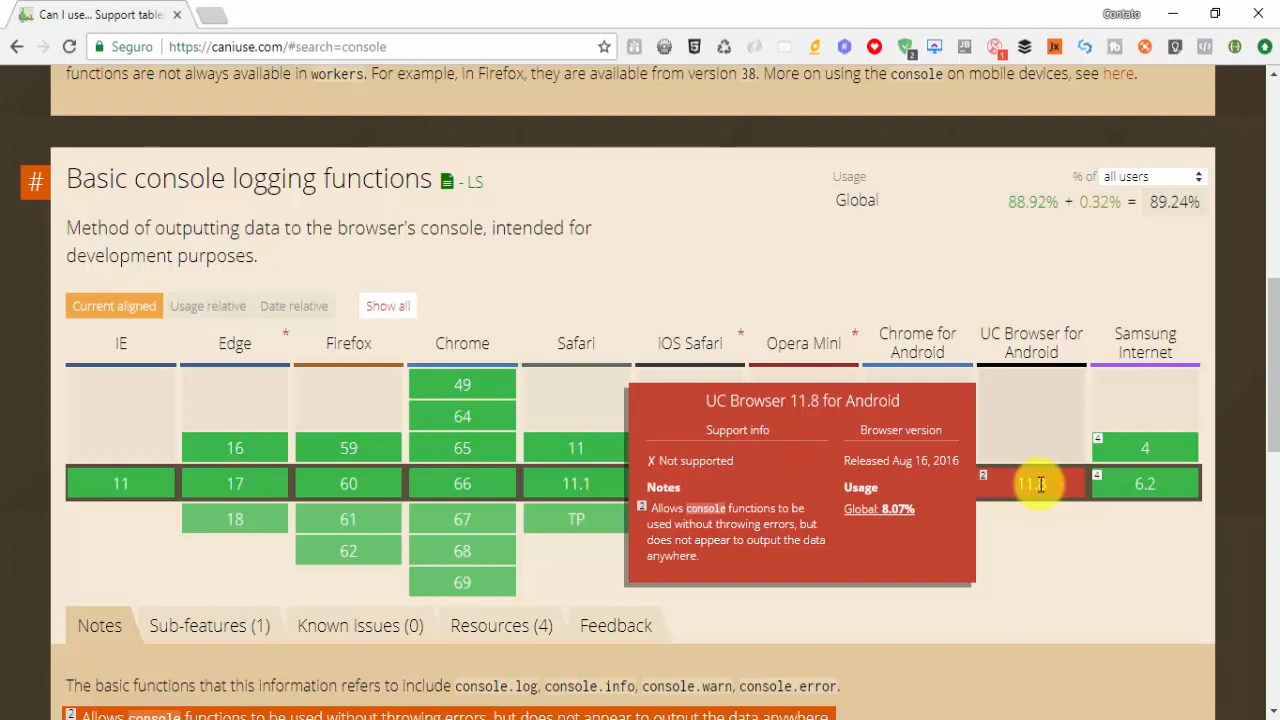 Can I use... Support table
Contato
Seguro
https://caniuse.com/#search=console
2
1
functions are not always available in workers. For example, in Firefox, they are available from version 38. More on using the console on mobile devices, see here.
#
Basic console logging functions - LS
Usage
% of all users
Global
88.92% + 0.32% = 89.24%
Method of outputting data to the browser's console, intended for
development purposes.
Current aligned Usage relative Date relative Show all
IE Edge * Firefox Chrome Safari iOS Safari * Opera Mini * Chrome for Android UC Browser for Android Samsung Internet
49
64
16 59 65 11 4 4
11 17 60 66 11.1 2 4 6.2
18 61 67 TP
62 68
69
UC Browser 11.8 for Android
Support info
Browser version
✗ Not supported
Released Aug 16, 2016
Notes
Usage
2 Allows console functions to be
used without throwing errors, but
does not appear to output the data
anywhere.
Global: 8.07%
Notes Sub-features (1) Known issues (0) Resources (4) Feedback
The basic functions that this information refers to include console.log, console.info, console.warn, console.error.
2 Allows console functions to be used without throwing errors, but does not appear to output the data anywhere.